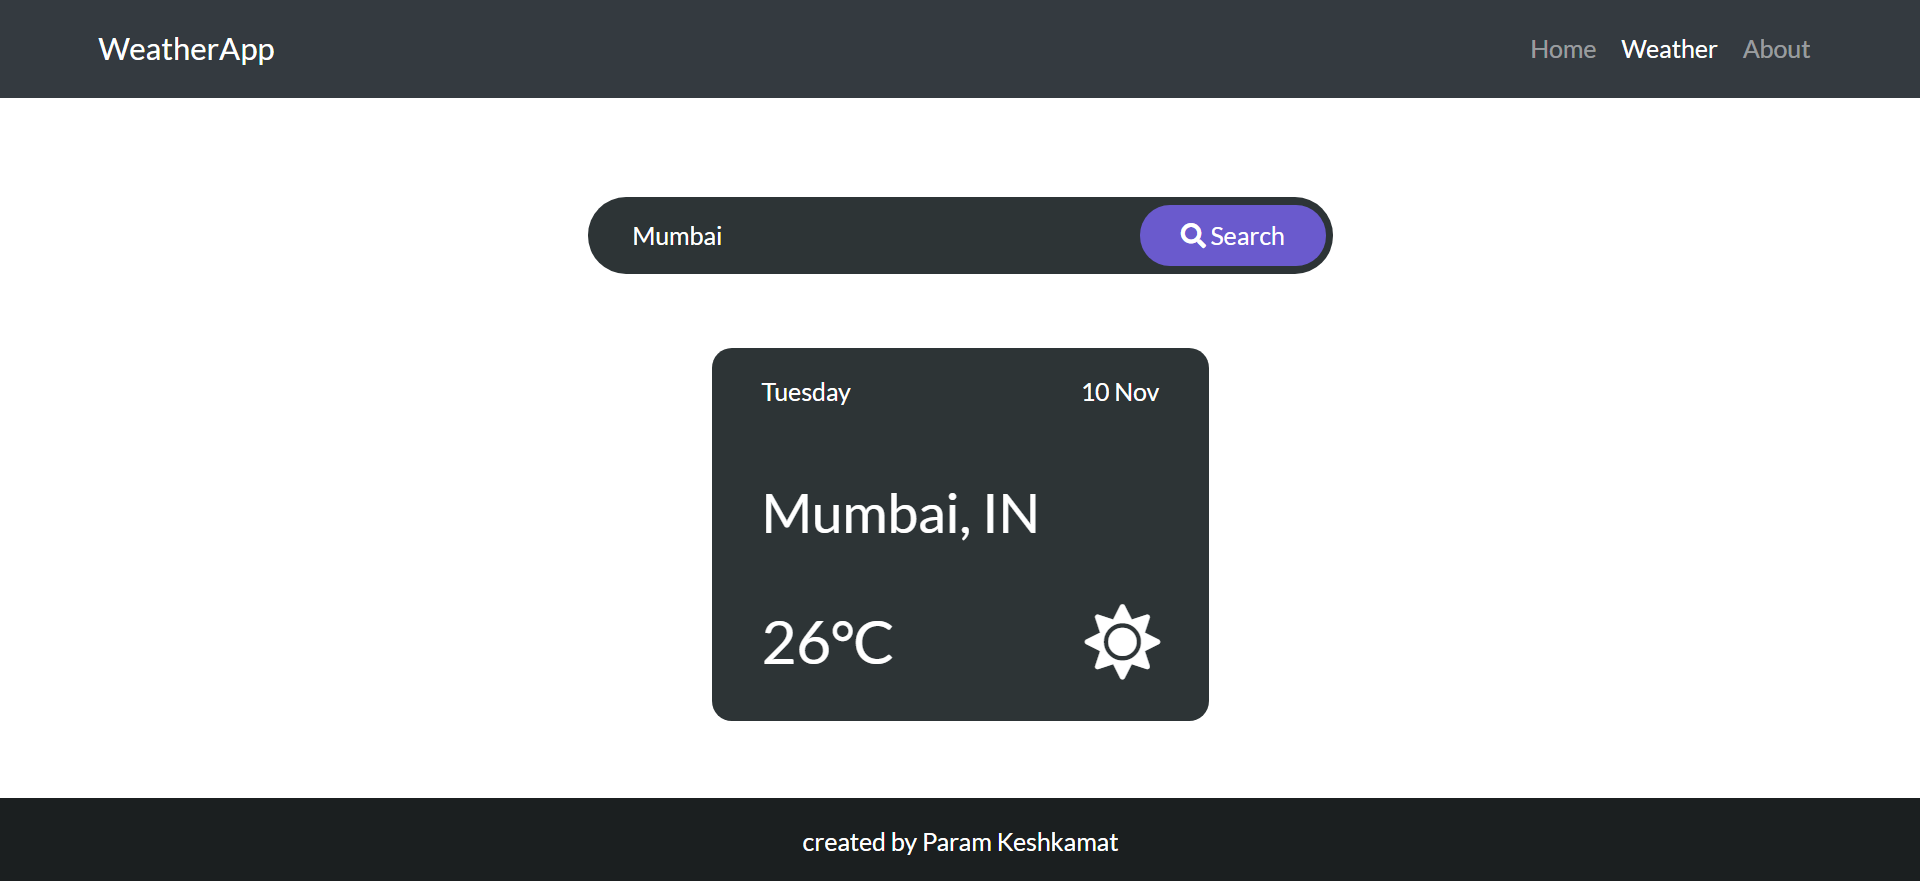 WeatherApp Home Weather About
Mumbai Search
Tuesday 10 Nov
Mumbai, IN
26°C
created by Param Keshkamat